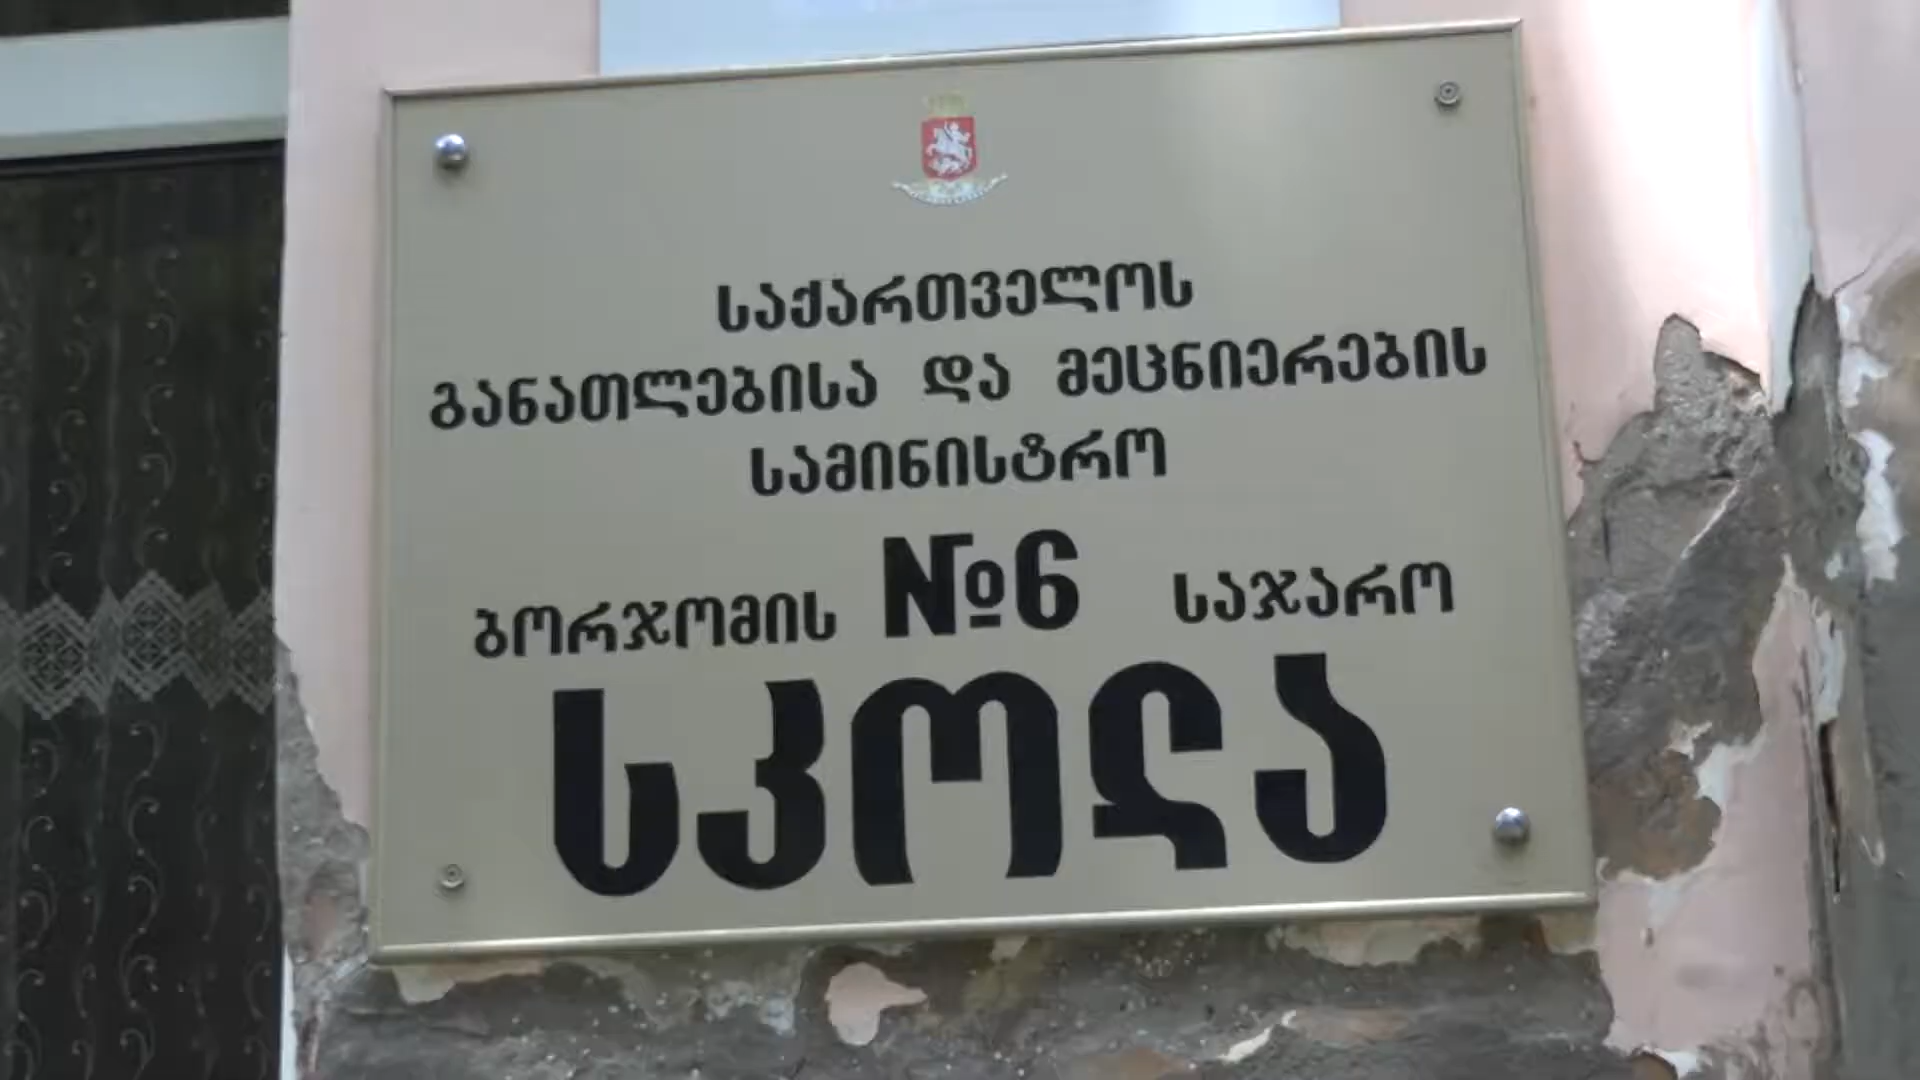 საქართველოს
განათლებისა და მეცნიერების
სამინისტრო
ბორჯომის №6 საჯარო
სკოლა